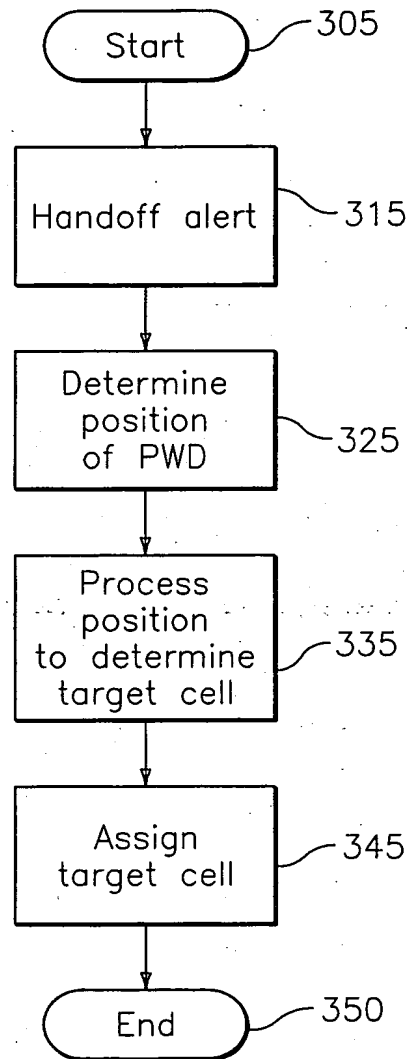 Start
305
Handoff alert
315
Determine
position
of PWD
325
Process
position
to determine
target cell
335
Assign
target cell
345
End
350